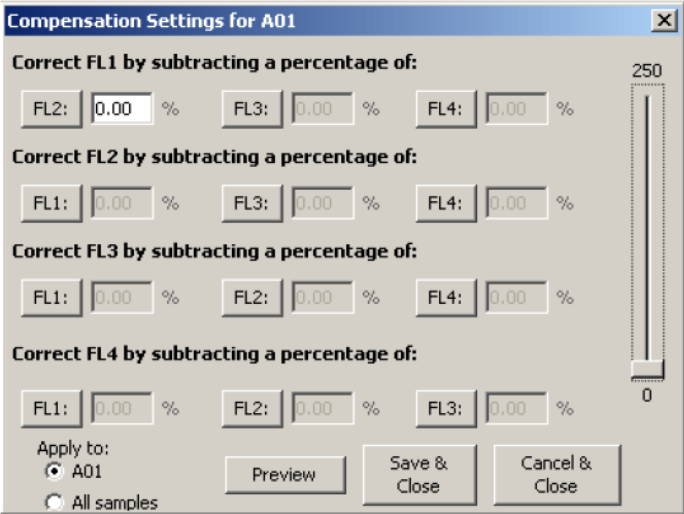 Compensation Settings for A01
Correct FL1 by subtracting a percentage of:
250
FL2: 0.00 % FL3: 0.00 % FL4: 0.00 %
Correct FL2 by subtracting a percentage of:
FL1: 0.00 % FL3: 0.00 % FL4: 0.00 %
Correct FL3 by subtracting a percentage of:
FL1: 0.00 % FL2: 0.00 % FL4: 0.00 %
Correct FL4 by subtracting a percentage of:
0
FL1: 0.00 % FL2: 0.00 % FL3: 0.00 %
Apply to:
A01
All samples
Preview
Save &
Close
Cancel &
Close